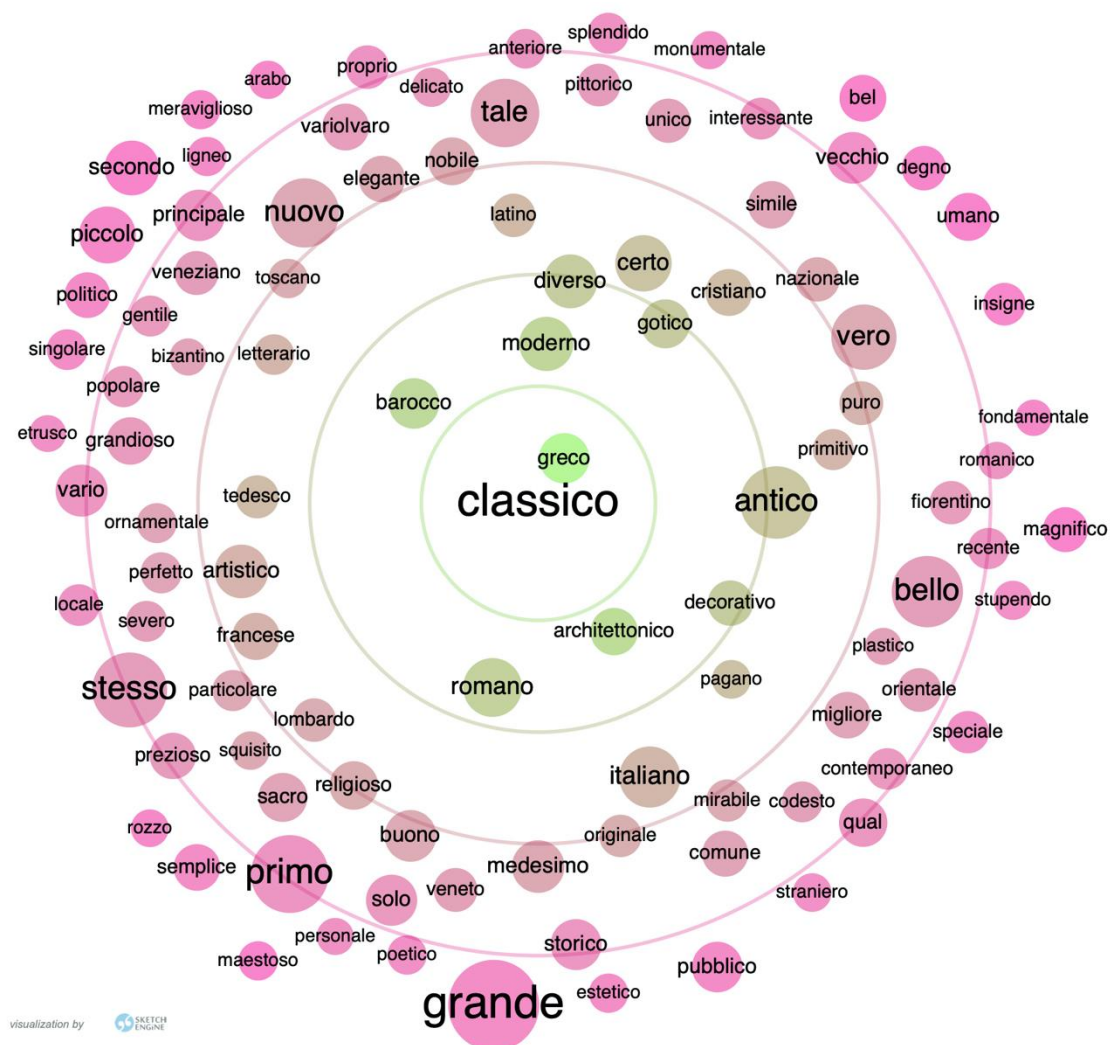 splendido
anteriore
monumentale
proprio
arabo
delicato
pittorico
bel
meraviglioso
tale
variolvaro
unico
interessante
secondo
ligneo
nobile
vecchio
degno
elegante
principale
nuovo
latino
simile
umano
piccolo
veneziano
toscano
diverso
certo
cristiano
nazionale
politico
gentile
gotico
insigne
singolare
bizantino
letterario
moderno
vero
popolare
barocco
puro
etrusco
grandioso
greco
primitivo
fondamentale
romanico
vario
tedesco
classico
antico
fiorentino
ornamentale
magnifico
recente
perfetto
artistico
bello
locale
severo
francese
architettonico
decorativo
stupendo
plastico
stesso
particolare
romano
pagano
orientale
lombardo
migliore
speciale
prezioso
squisito
religioso
italiano
contemporaneo
sacro
mirabile
codesto
qual
rozzo
buono
originale
semplice
primo
medesimo
comune
solo
veneto
straniero
personale
storico
maestoso
poetico
pubblico
estetico
grande
visualization by
SKETCH
ENGINE